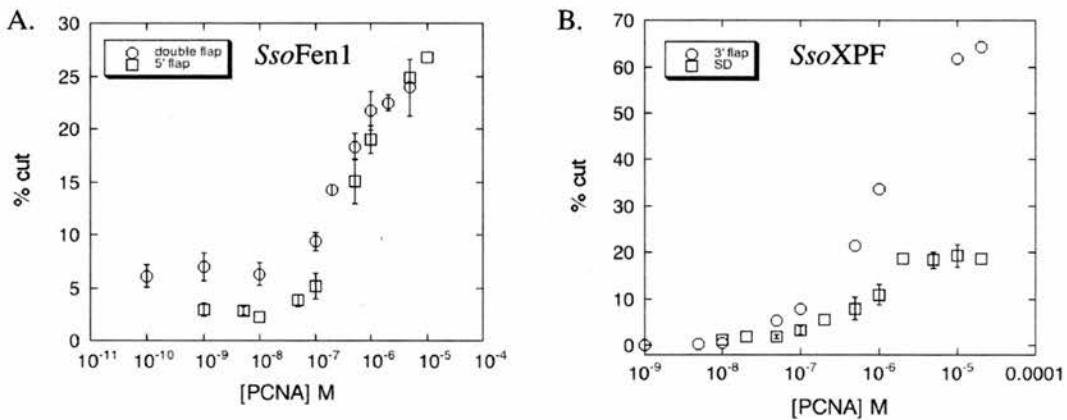 A.
SsoFen1
double flap
5' flap
% cut
30
25
20
15
10
5
0
10-11 10-10 10-9 10-8 10-7 10-6 10-5 10-4
[PCNA] M
B.
SsoXPF
3' flap
SD
% cut
70
60
50
40
30
20
10
0
10-9 10-8 10-7 10-6 10-5 0.0001
[PCNA] M